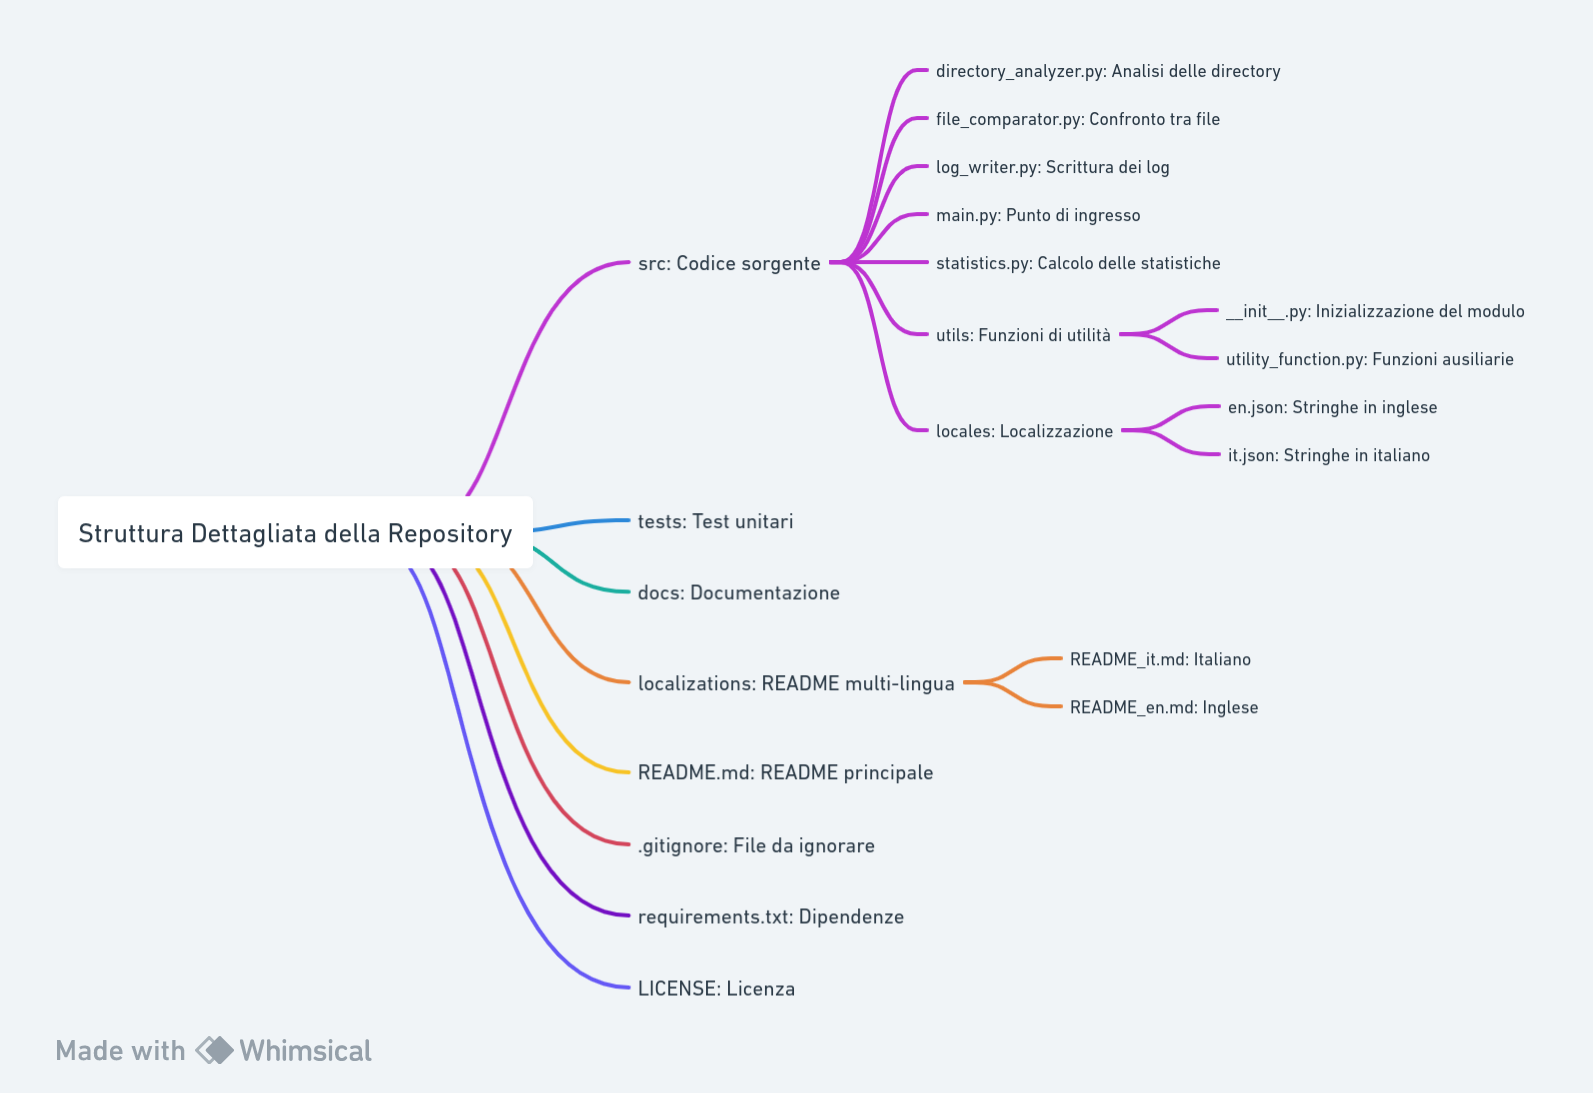 Struttura Dettagliata della Repository
src: Codice sorgente
directory_analyzer.py: Analisi delle directory
file_comparator.py: Confronto tra file
log_writer.py: Scrittura dei log
main.py: Punto di ingresso
statistics.py: Calcolo delle statistiche
utils: Funzioni di utilità
__init__.py: Inizializzazione del modulo
utility_function.py: Funzioni ausiliarie
locales: Localizzazione
en.json: Stringhe in inglese
it.json: Stringhe in italiano
tests: Test unitari
docs: Documentazione
localizations: README multi-lingua
README_it.md: Italiano
README_en.md: Inglese
README.md: README principale
.gitignore: File da ignorare
requirements.txt: Dipendenze
LICENSE: Licenza
Made with Whimsical